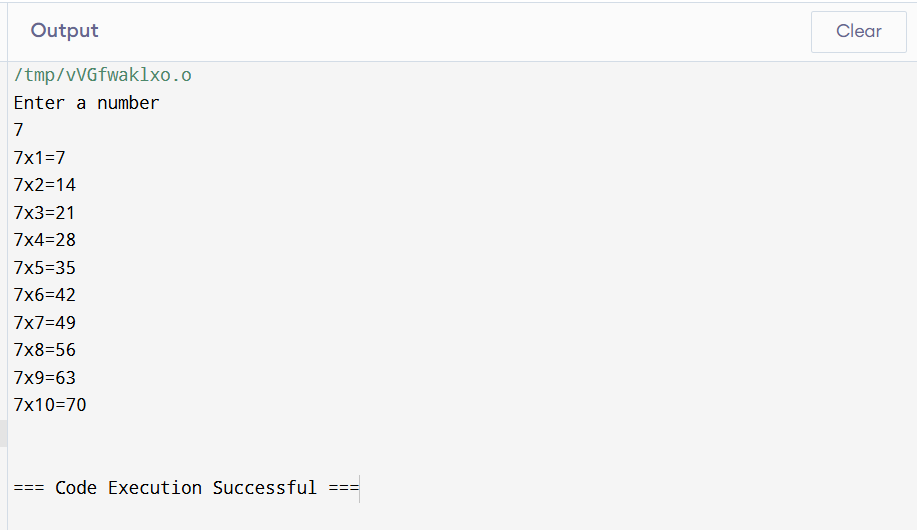 Output
Clear
/tmp/vVGfwaklxo.o
Enter a number
7
7x1=7
7x2=14
7x3=21
7x4=28
7x5=35
7x6=42
7x7=49
7x8=56
7x9=63
7x10=70
=== Code Execution Successful ===